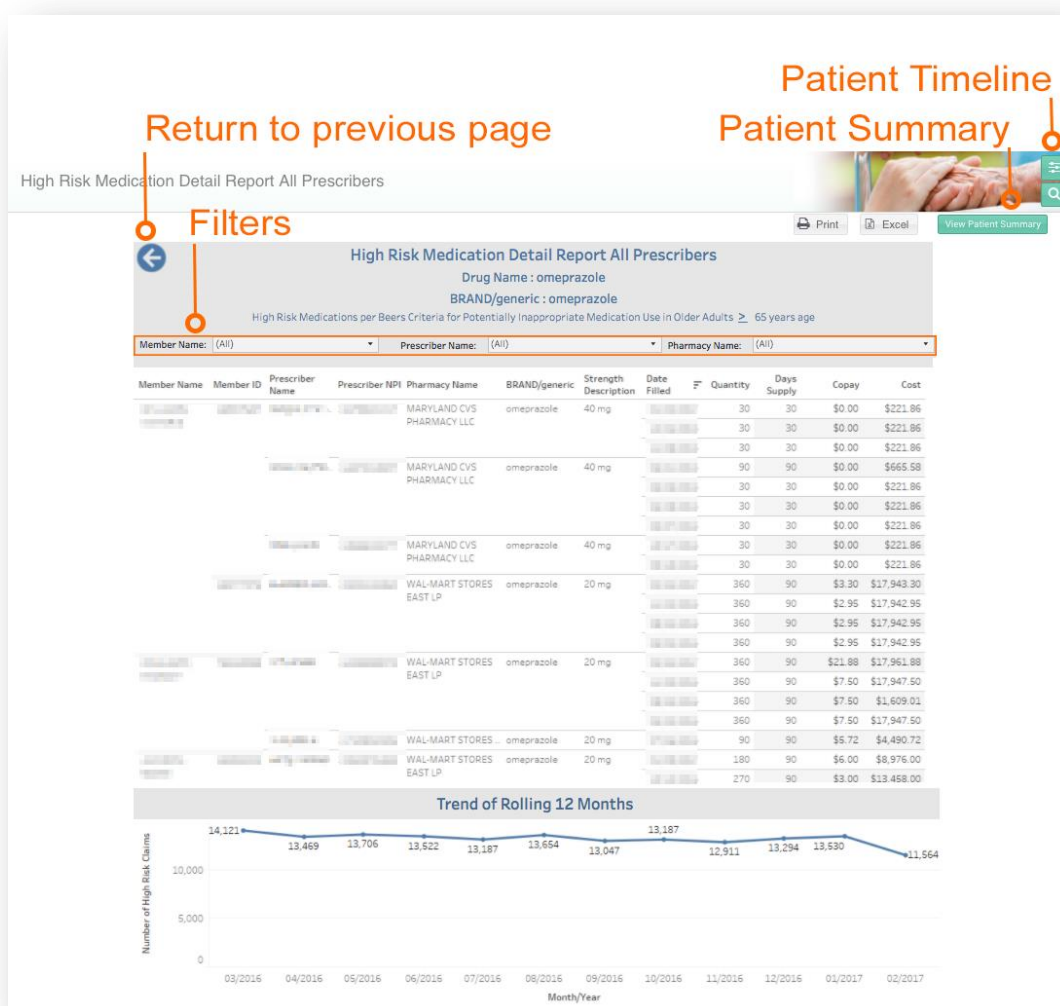 Patient Timeline
Return to previous page
Patient Summary
High Risk Medication Detail Report All Prescribers
Print Excel View Patient Summary
Filters
High Risk Medication Detail Report All Prescribers
Drug Name : omeprazole
BRAND/generic : omeprazole
High Risk Medications per Beers Criteria for Potentially Inappropriate Medication Use in Older Adults ≥ 65 years age
Member Name: (All) Prescriber Name: (All) Pharmacy Name: (All)
Member Name Member ID Prescriber Name Prescriber NPI Pharmacy Name BRAND/generic Strength Description Date Filled Quantity Days Supply Copay Cost
MARYLAND CVS omeprazole 40 mg 30 30 $0.00 $221.86
PHARMACY LLC 30 30 $0.00 $221.86
30 30 $0.00 $221.86
MARYLAND CVS omeprazole 40 mg 90 90 $0.00 $665.58
PHARMACY LLC 30 30 $0.00 $221.86
30 30 $0.00 $221.86
30 30 $0.00 $221.86
MARYLAND CVS omeprazole 40 mg 30 30 $0.00 $221.86
PHARMACY LLC 30 30 $0.00 $221.86
WAL-MART STORES omeprazole 20 mg 360 90 $3.30 $17,943.30
EAST LP 360 90 $2.95 $17,942.95
360 90 $2.95 $17,942.95
360 90 $2.95 $17,942.95
WAL-MART STORES omeprazole 20 mg 360 90 $21.88 $17,961.88
EAST LP 360 90 $7.50 $17,947.50
360 90 $7.50 $1,609.01
360 90 $7.50 $17,947.50
WAL-MART STORES .. omeprazole 20 mg 90 90 $5.72 $4,490.72
WAL-MART STORES omeprazole 20 mg 180 90 $6.00 $8,976.00
EAST LP 270 90 $3.00 $13,458.00
Trend of Rolling 12 Months
Number of High Risk Claims
14,121 13,469 13,706 13,522 13,187 13,654 13,047 13,187 12,911 13,294 13,530 11,564
10,000
5,000
0
03/2016 04/2016 05/2016 06/2016 07/2016 08/2016 09/2016 10/2016 11/2016 12/2016 01/2017 02/2017
Month/Year